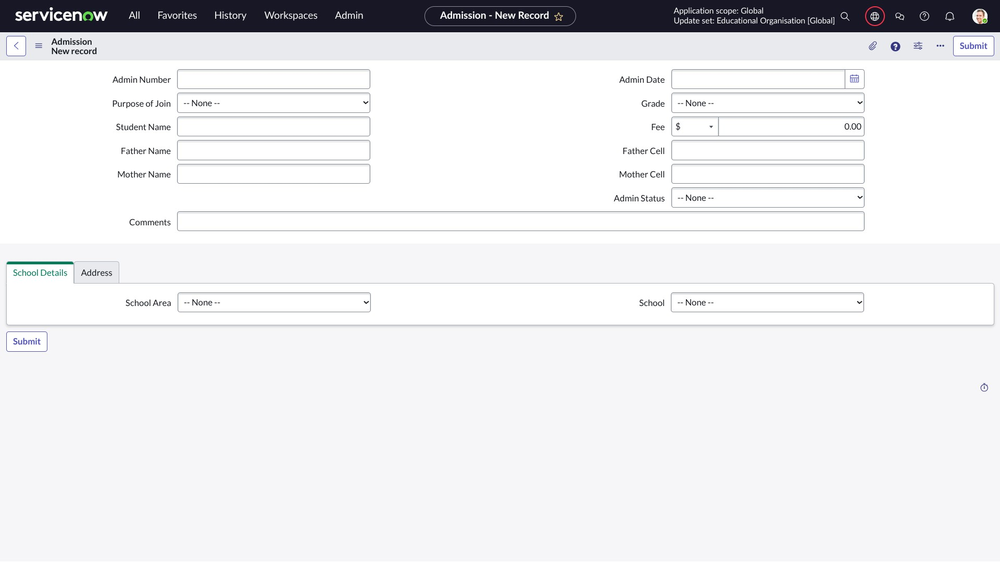 servicenow
All
Favorites
History
Workspaces
Admin
Admission - New Record
Application scope: Global
Update set: Educational Organisation [Global]
Admission
New record
Submit
Admin Number
Admin Date
Purpose of Join
-- None --
Grade
-- None --
Student Name
Fee
$
0.00
Father Name
Father Cell
Mother Name
Mother Cell
Admin Status
-- None --
Comments
School Details
Address
School Area
-- None --
School
-- None --
Submit